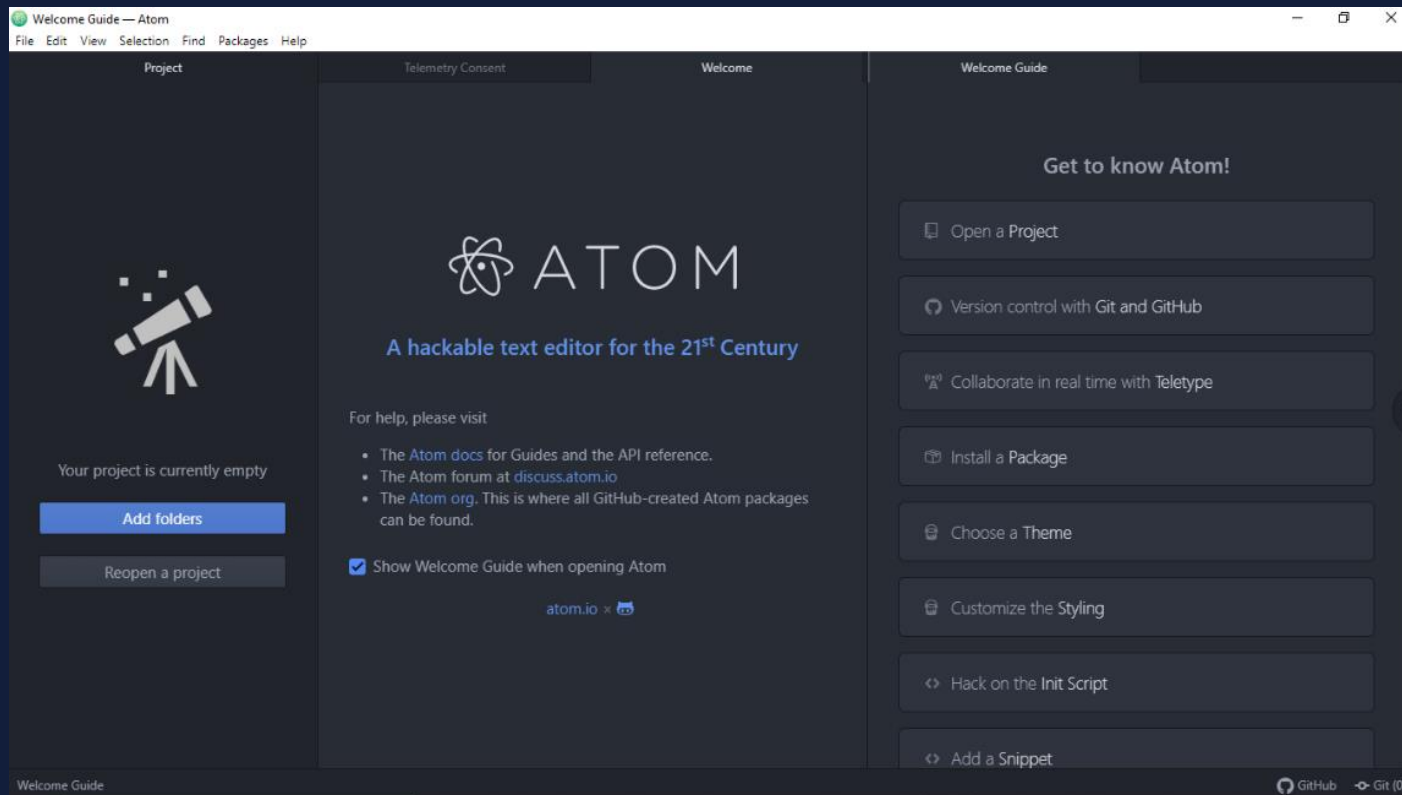 Welcome Guide — Atom
File Edit View Selection Find Packages Help
Project
Telemetry Consent
Welcome
Welcome Guide
Your project is currently empty
Add folders
Reopen a project
ATOM
A hackable text editor for the 21st Century
For help, please visit
• The Atom docs for Guides and the API reference.
• The Atom forum at discuss.atom.io
• The Atom org. This is where all GitHub-created Atom packages
can be found.
Show Welcome Guide when opening Atom
atom.io ×
Get to know Atom!
Open a Project
Version control with Git and GitHub
Collaborate in real time with Teletype
Install a Package
Choose a Theme
Customize the Styling
Hack on the Init Script
Add a Snippet
Welcome Guide
GitHub
Git (0